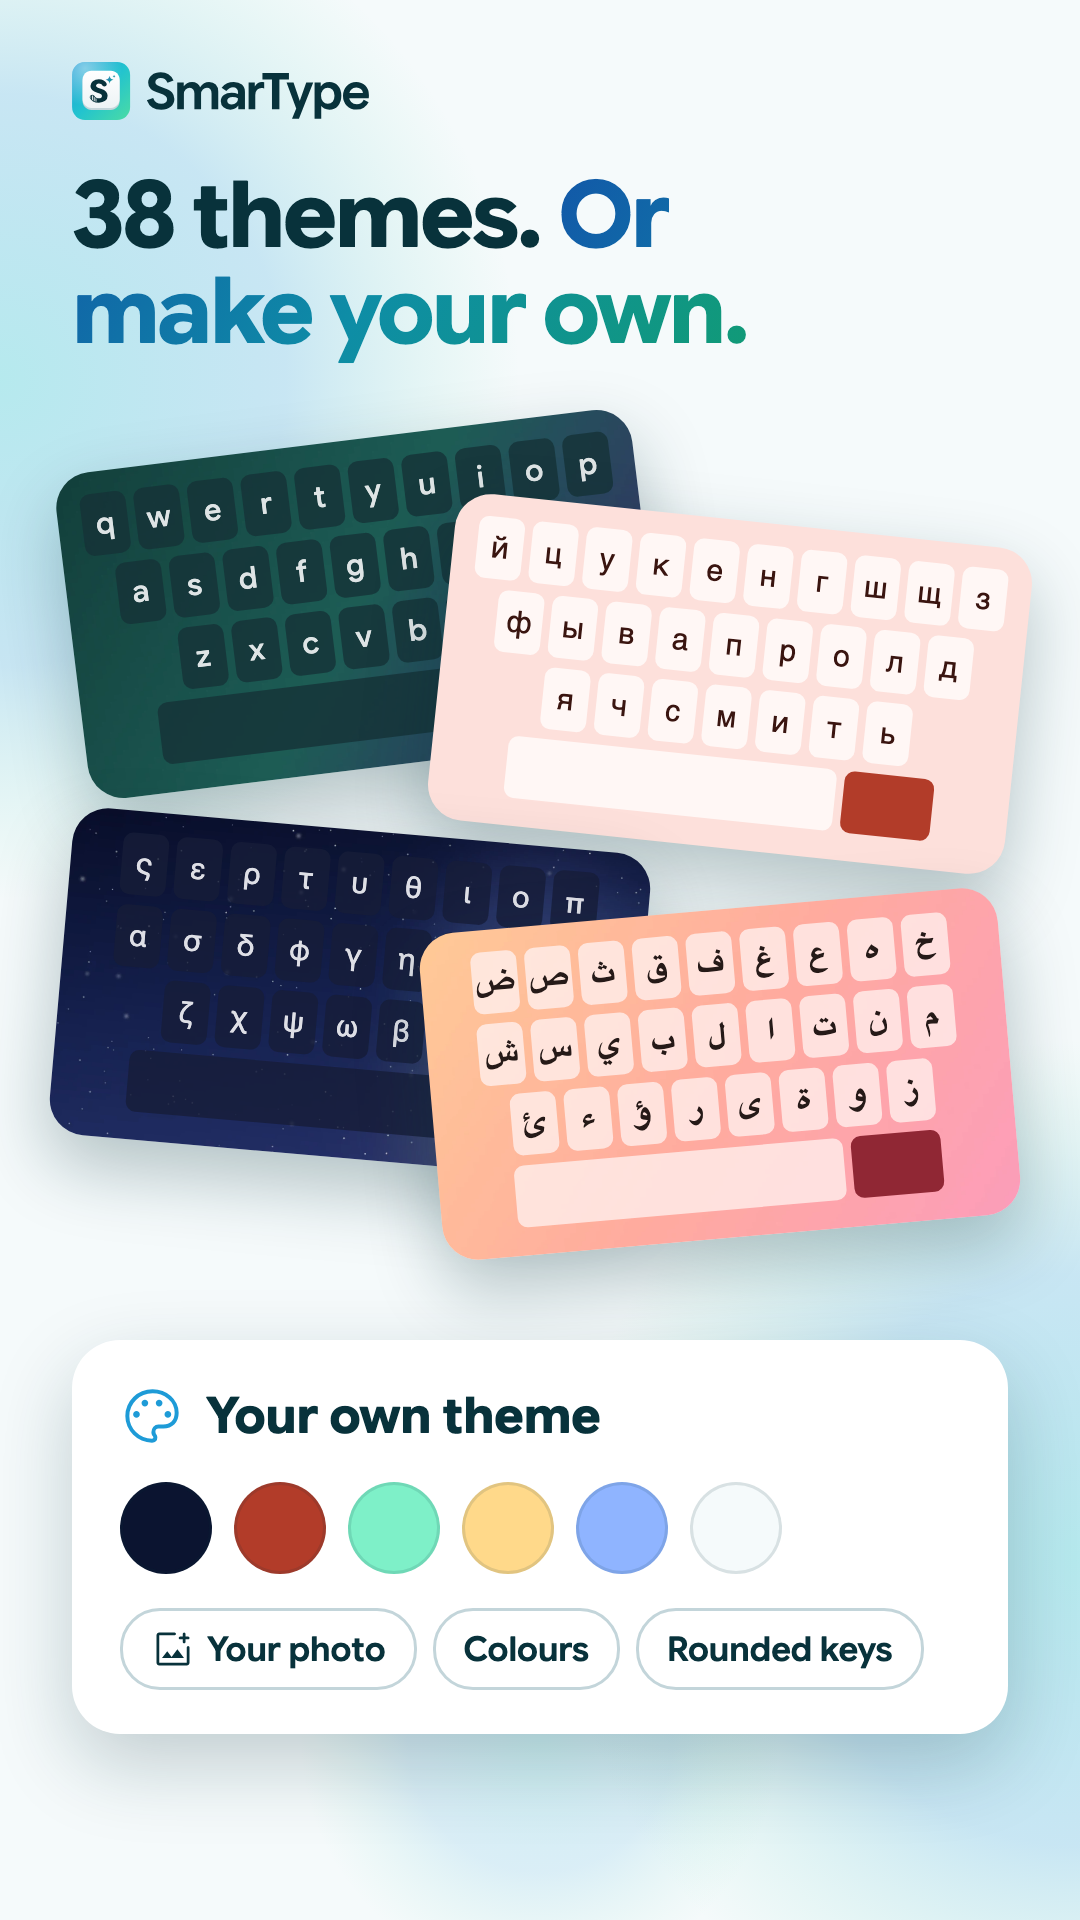 SmarType
38 themes. Or
make your own.
q w e r t y u i o p
a s d f g h
z x c v b
й ц у к е н г ш щ з
ф ы в а п р о л д
я ч с м и т ь
ς ε ρ τ υ θ ι ο π
α σ δ φ γ η
ζ χ ψ ω β
ض ص ث ق ف غ ع ه خ
ش س ي ب ل ا ت ن م
ئ ء ؤ ر ى ة و ز
Your own theme
Your photo
Colours
Rounded keys